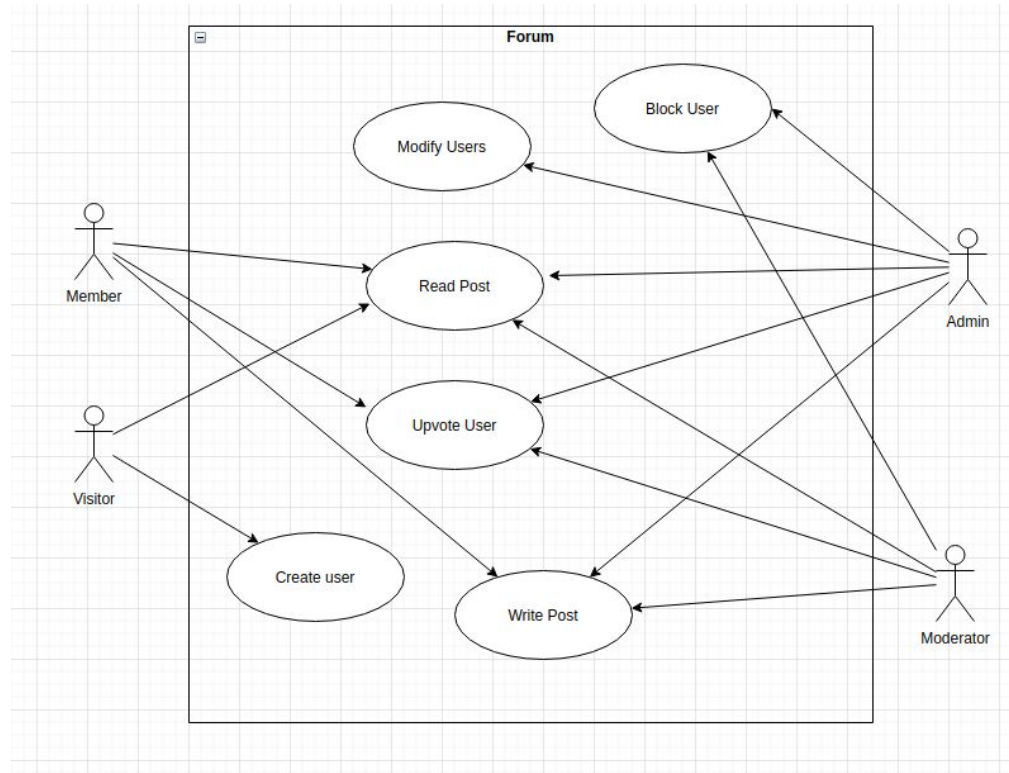 Forum
Block User
Modify Users
Member
Read Post
Admin
Upvote User
Visitor
Create user
Write Post
Moderator